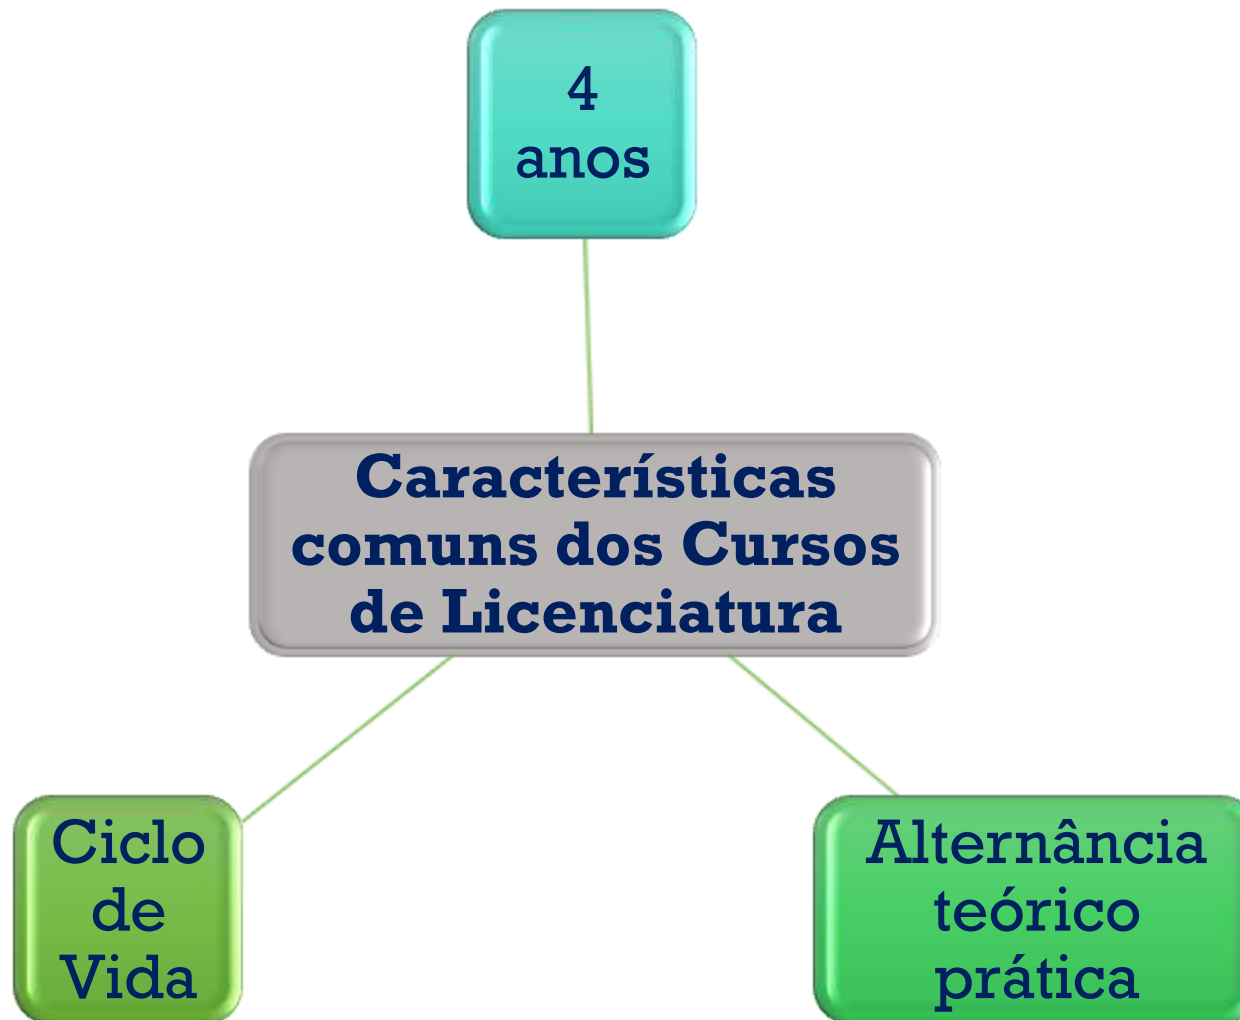 4
anos
Características
comuns dos Cursos
de Licenciatura
Ciclo
de
Vida
Alternância
teórico
prática